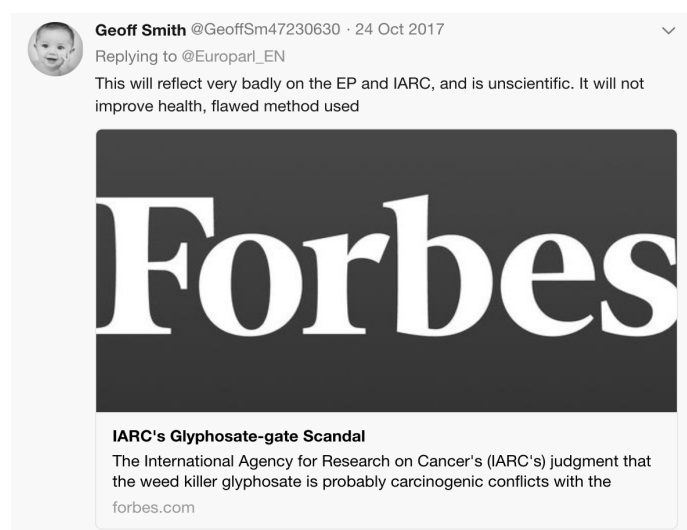 Geoff Smith @GeoffSm47230630 · 24 Oct 2017
Replying to @Europarl_EN
This will reflect very badly on the EP and IARC, and is unscientific. It will not
improve health, flawed method used
Forbes
IARC's Glyphosate-gate Scandal
The International Agency for Research on Cancer's (IARC's) judgment that
the weed killer glyphosate is probably carcinogenic conflicts with the
forbes.com